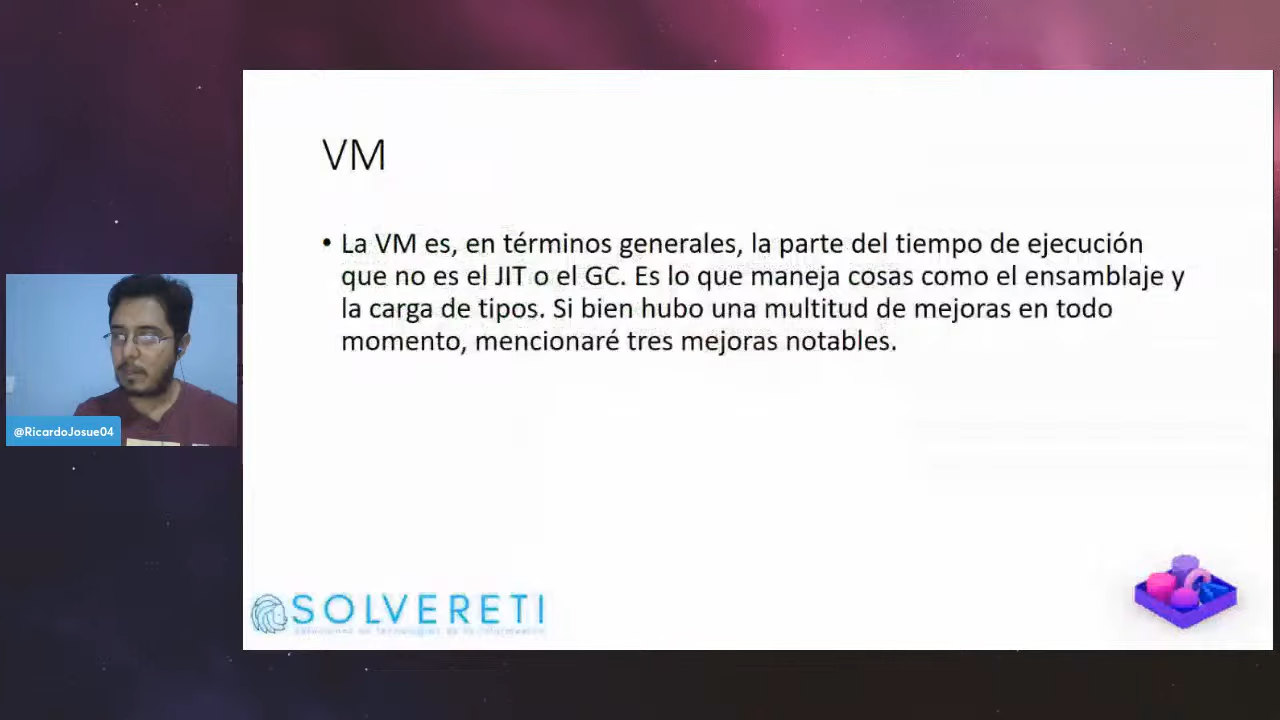 VM
• La VM es, en términos generales, la parte del tiempo de ejecución
que no es el JIT o el GC. Es lo que maneja cosas como el ensamblaje y
la carga de tipos. Si bien hubo una multitud de mejoras en todo
momento, mencionaré tres mejoras notables.
@RicardoJosue04
SOLVERETI